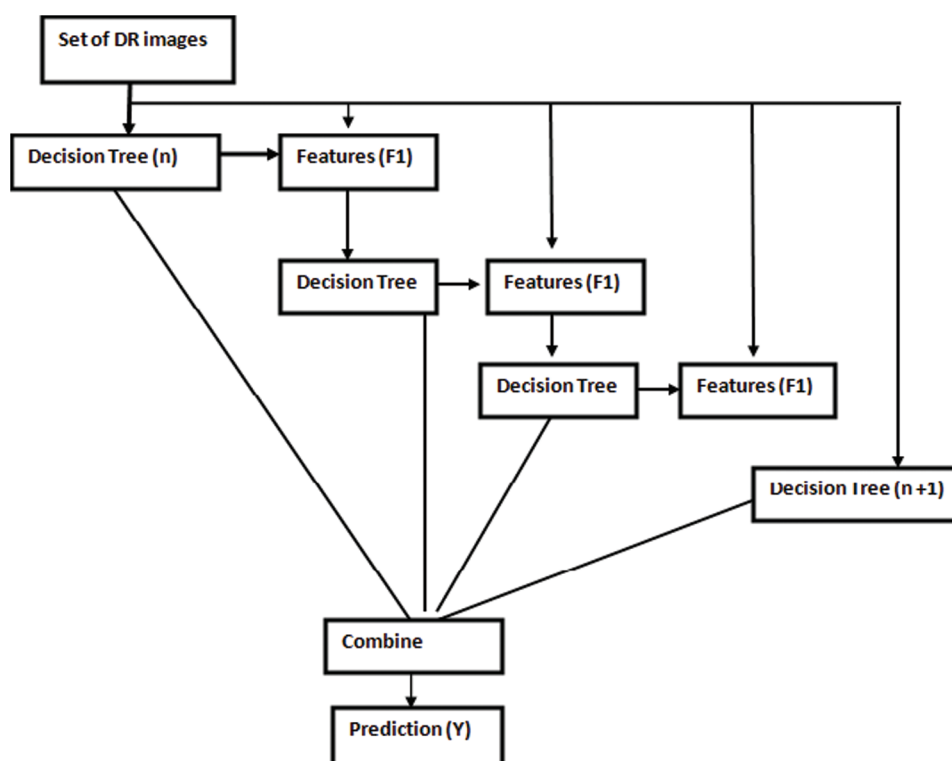 Set of DR images
Decision Tree (n)
Features (F1)
Decision Tree
Features (F1)
Decision Tree
Features (F1)
Decision Tree (n +1)
Combine
Prediction (Y)